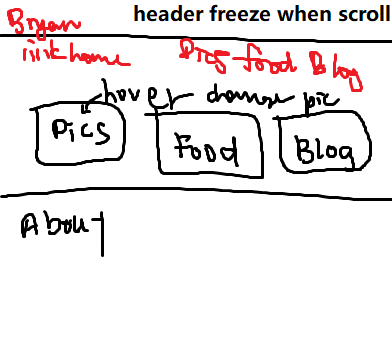 header freeze when scroll
Bryan
link home
Pics food Blog
hover change pic
Pics Food Blog
About